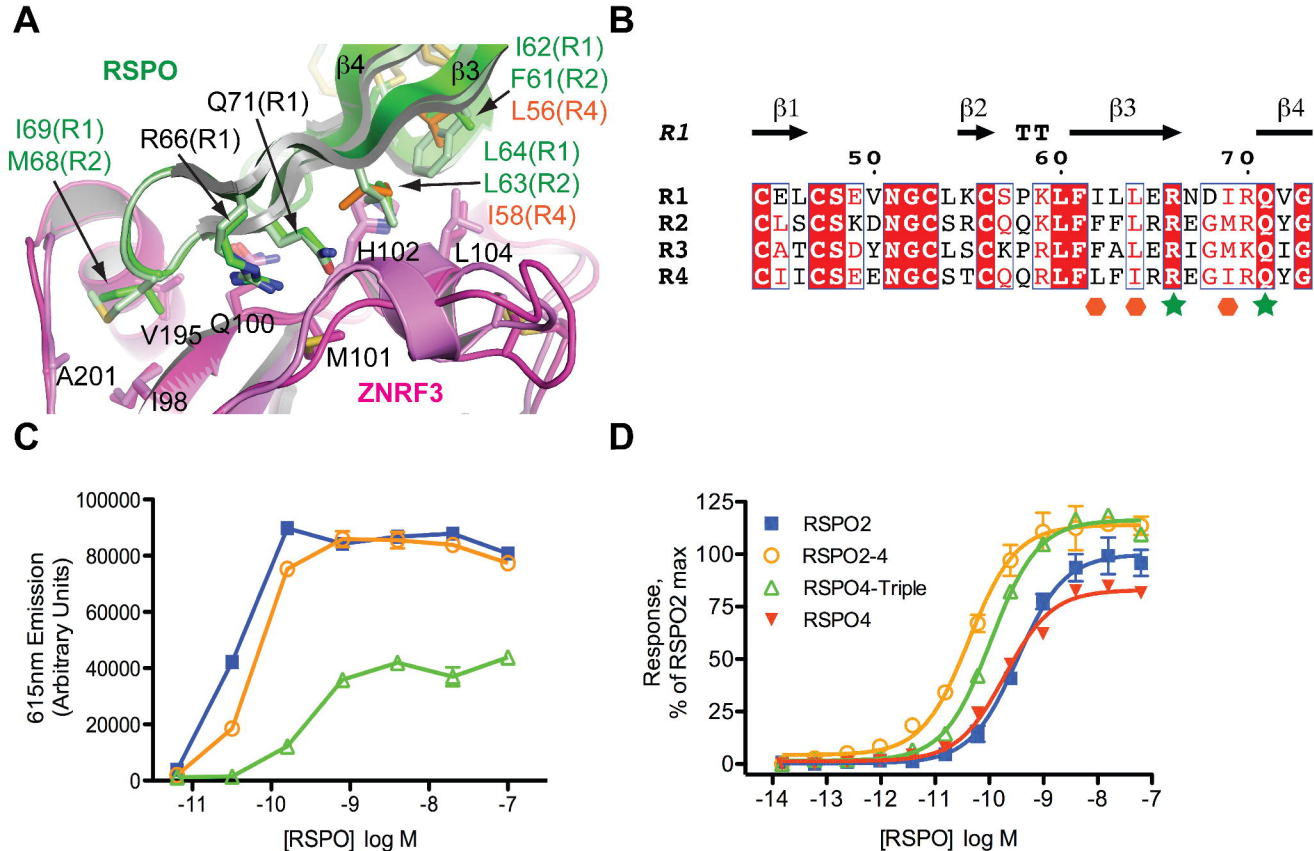 A
RSPO
β4
β3
I62(R1)
F61(R2)
L56(R4)
Q71(R1)
I69(R1)
M68(R2)
R66(R1)
L64(R1)
L63(R2)
I58(R4)
H102
L104
V195
Q100
M101
A201
I98
ZNRF3
B
β1 β2 β3 β4
R1 TT
50 60 70
R1 CELCSEVNGCLKCSPKLFILLERNDIRQVG
R2 CLSCSKDNGCSRCQQKLFFFLRREGMRQYG
R3 CATCSDYNGCLSCKPRLFFALERIGMKQIG
R4 CIICSEENGCSTCQQRLFLFIRREGIRQYG
C
100000
80000
60000
40000
20000
0
615nm Emission
(Arbitrary Units)
-11 -10 -9 -8 -7
[RSPO] log M
D
125
100
75
50
25
0
Response,
% of RSPO2 max
RSPO2
RSPO2-4
RSPO4-Triple
RSPO4
-14 -13 -12 -11 -10 -9 -8 -7
[RSPO] log M